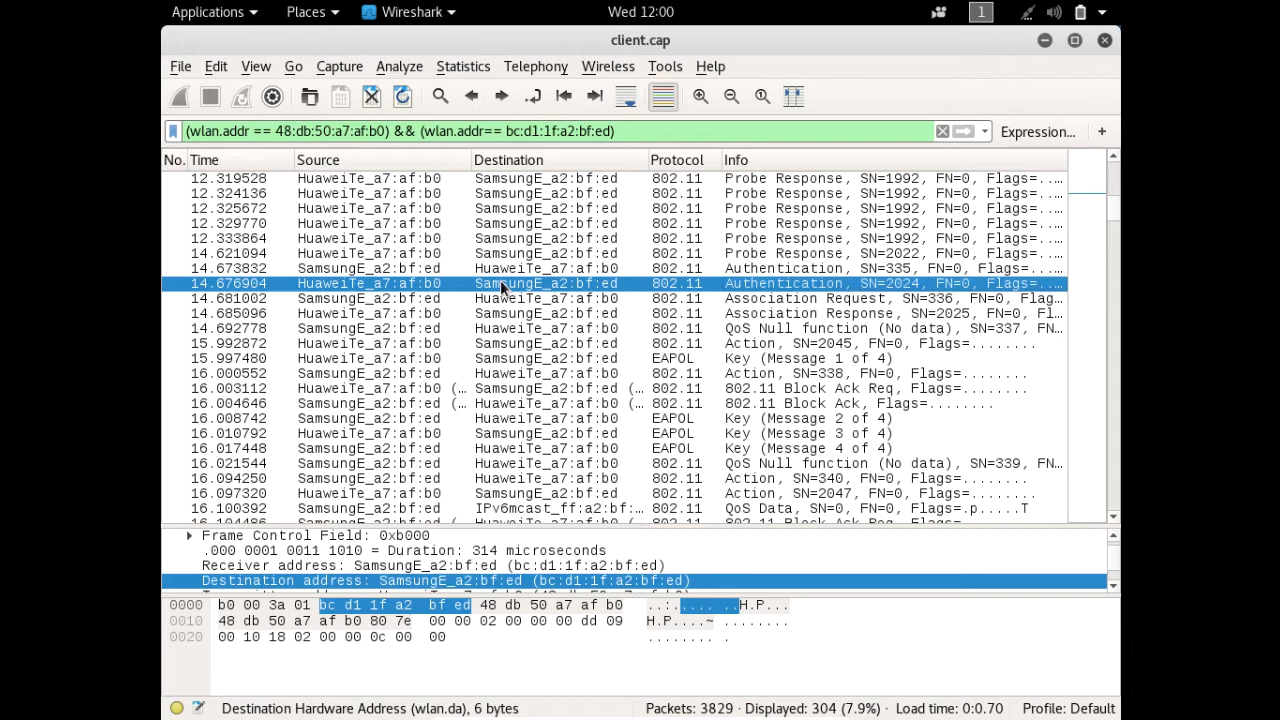 Applications Places Wireshark Wed 12:00 1
client.cap
File Edit View Go Capture Analyze Statistics Telephony Wireless Tools Help
(wlan.addr == 48:db:50:a7:af:b0) && (wlan.addr== bc:d1:1f:a2:bf:ed) Expression… +
No. Time Source Destination Protocol Info
12.319528 HuaweiTe_a7:af:b0 SamsungE_a2:bf:ed 802.11 Probe Response, SN=1992, FN=0, Flags=..…
12.324136 HuaweiTe_a7:af:b0 SamsungE_a2:bf:ed 802.11 Probe Response, SN=1992, FN=0, Flags=..…
12.325672 HuaweiTe_a7:af:b0 SamsungE_a2:bf:ed 802.11 Probe Response, SN=1992, FN=0, Flags=..…
12.329770 HuaweiTe_a7:af:b0 SamsungE_a2:bf:ed 802.11 Probe Response, SN=1992, FN=0, Flags=..…
12.333864 HuaweiTe_a7:af:b0 SamsungE_a2:bf:ed 802.11 Probe Response, SN=1992, FN=0, Flags=..…
14.621094 HuaweiTe_a7:af:b0 SamsungE_a2:bf:ed 802.11 Probe Response, SN=2022, FN=0, Flags=..…
14.673832 SamsungE_a2:bf:ed HuaweiTe_a7:af:b0 802.11 Authentication, SN=335, FN=0, Flags=...…
14.676904 HuaweiTe_a7:af:b0 SamsungE_a2:bf:ed 802.11 Authentication, SN=2024, FN=0, Flags=..…
14.681002 SamsungE_a2:bf:ed HuaweiTe_a7:af:b0 802.11 Association Request, SN=336, FN=0, Flag…
14.685096 HuaweiTe_a7:af:b0 SamsungE_a2:bf:ed 802.11 Association Response, SN=2025, FN=0, Fl…
14.692778 SamsungE_a2:bf:ed HuaweiTe_a7:af:b0 802.11 QoS Null function (No data), SN=337, FN…
15.992872 HuaweiTe_a7:af:b0 SamsungE_a2:bf:ed 802.11 Action, SN=2045, FN=0, Flags=........
15.997480 HuaweiTe_a7:af:b0 SamsungE_a2:bf:ed EAPOL Key (Message 1 of 4)
16.000552 SamsungE_a2:bf:ed HuaweiTe_a7:af:b0 802.11 Action, SN=338, FN=0, Flags=........
16.003112 HuaweiTe_a7:af:b0 (… SamsungE_a2:bf:ed (… 802.11 802.11 Block Ack Req, Flags=........
16.004646 SamsungE_a2:bf:ed (… HuaweiTe_a7:af:b0 (… 802.11 802.11 Block Ack, Flags=........
16.008742 SamsungE_a2:bf:ed HuaweiTe_a7:af:b0 EAPOL Key (Message 2 of 4)
16.010792 HuaweiTe_a7:af:b0 SamsungE_a2:bf:ed EAPOL Key (Message 3 of 4)
16.017448 SamsungE_a2:bf:ed HuaweiTe_a7:af:b0 EAPOL Key (Message 4 of 4)
16.021544 SamsungE_a2:bf:ed HuaweiTe_a7:af:b0 802.11 QoS Null function (No data), SN=339, FN…
16.094250 SamsungE_a2:bf:ed HuaweiTe_a7:af:b0 802.11 Action, SN=340, FN=0, Flags=........
16.097320 HuaweiTe_a7:af:b0 SamsungE_a2:bf:ed 802.11 Action, SN=2047, FN=0, Flags=........
16.100392 SamsungE_a2:bf:ed IPv6mcast_ff:a2:bf:… 802.11 QoS Data, SN=0, FN=0, Flags=.p.....T
Frame Control Field: 0xb000
.000 0001 0011 1010 = Duration: 314 microseconds
Receiver address: SamsungE_a2:bf:ed (bc:d1:1f:a2:bf:ed)
Destination address: SamsungE_a2:bf:ed (bc:d1:1f:a2:bf:ed)
0000 b0 00 3a 01 bc d1 1f a2 bf ed 48 db 50 a7 af b0 ..:..... ..H.P...
0010 48 db 50 a7 af b0 80 7e 00 00 02 00 00 00 dd 09 H.P....~ ........
0020 00 10 18 02 00 00 0c 00 00 ........ .
Destination Hardware Address (wlan.da), 6 bytes Packets: 3829 · Displayed: 304 (7.9%) · Load time: 0:0.70 Profile: Default